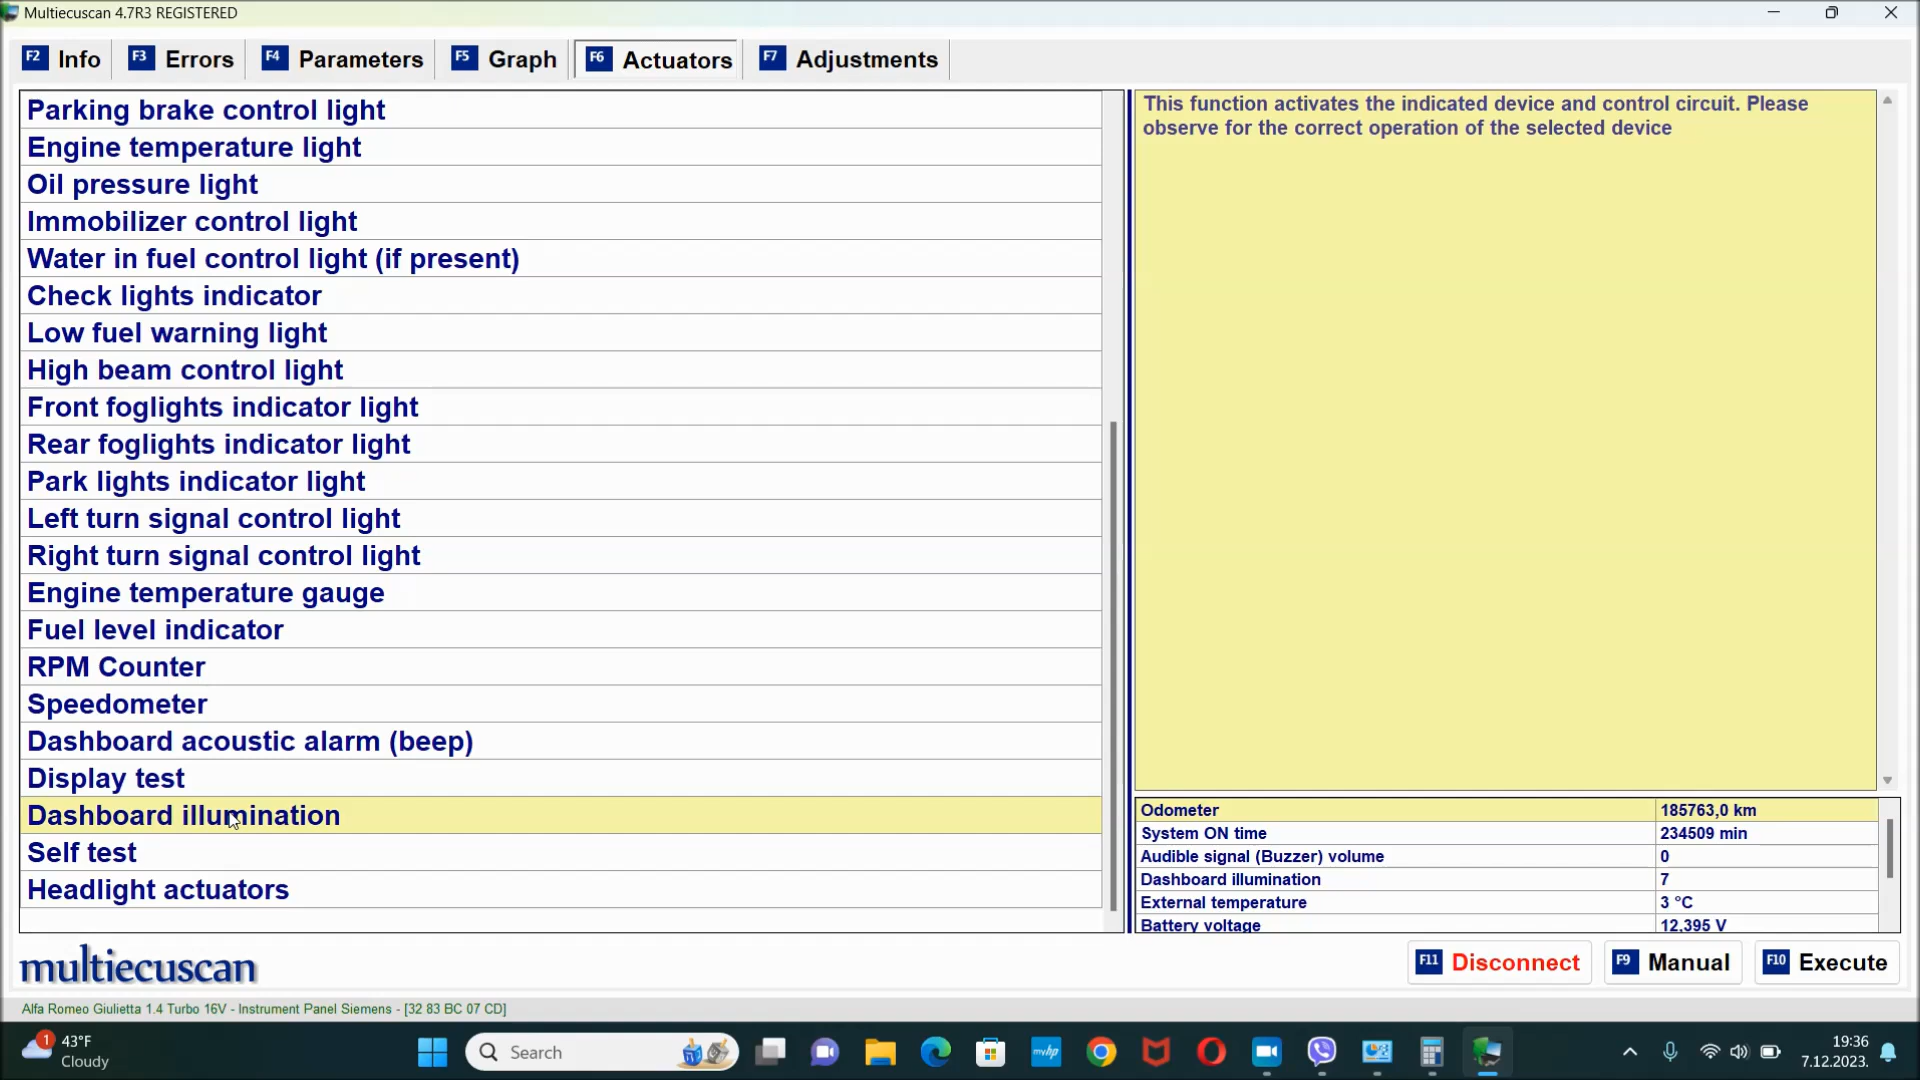 Multiecuscan 4.7R3 REGISTERED
F2 Info F3 Errors F4 Parameters F5 Graph F6 Actuators F7 Adjustments
Parking brake control light
Engine temperature light
Oil pressure light
Immobilizer control light
Water in fuel control light (if present)
Check lights indicator
Low fuel warning light
High beam control light
Front foglights indicator light
Rear foglights indicator light
Park lights indicator light
Left turn signal control light
Right turn signal control light
Engine temperature gauge
Fuel level indicator
RPM Counter
Speedometer
Dashboard acoustic alarm (beep)
Display test
Dashboard illumination
Self test
Headlight actuators
This function activates the indicated device and control circuit. Please
observe for the correct operation of the selected device
Odometer 185763,0 km
System ON time 234509 min
Audible signal (Buzzer) volume 0
Dashboard illumination 7
External temperature 3 °C
Battery voltage 12,395 V
multiecuscan
F11 Disconnect F9 Manual F10 Execute
Alfa Romeo Giulietta 1.4 Turbo 16V - Instrument Panel Siemens - [32 83 BC 07 CD]
1 43°F
Cloudy
Search
myhp
19:36
7.12.2023.